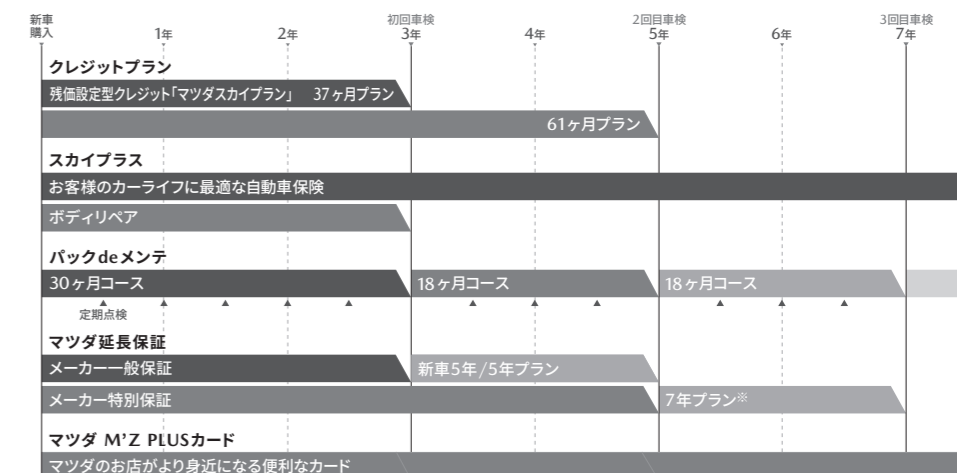 新車
購入
1年
2年
初回車検
3年
4年
2回目車検
5年
6年
3回目車検
7年
クレジットプラン
残価設定型クレジット「マツダスカイプラン」 37ヶ月プラン
61ヶ月プラン
スカイプラス
お客様のカーライフに最適な自動車保険
ボディリペア
パックdeメンテ
30ヶ月コース
18ヶ月コース
18ヶ月コース
定期点検
マツダ延長保証
メーカー一般保証
新車5年/5年プラン
メーカー特別保証
7年プラン※
マツダ M'Z PLUSカード
マツダのお店がより身近になる便利なカード